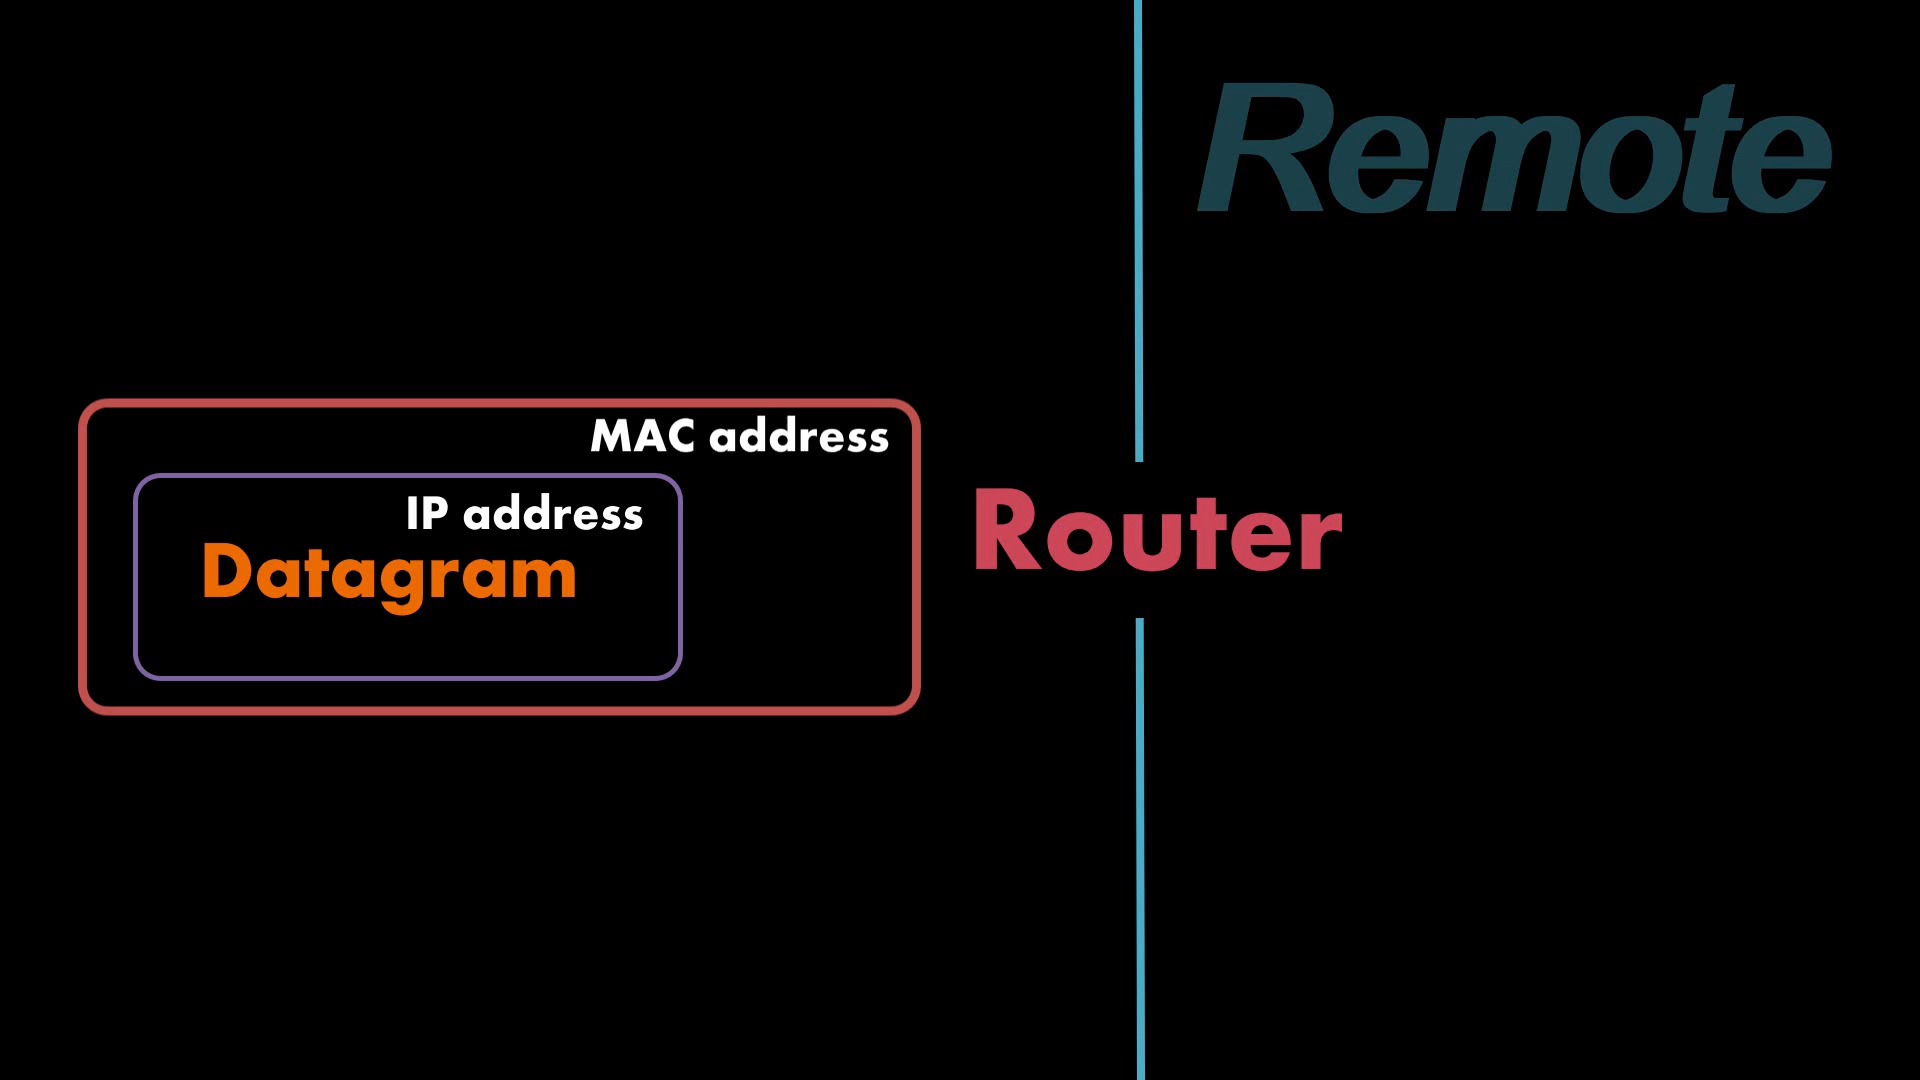 Remote
MAC address
IP address
Datagram
Router